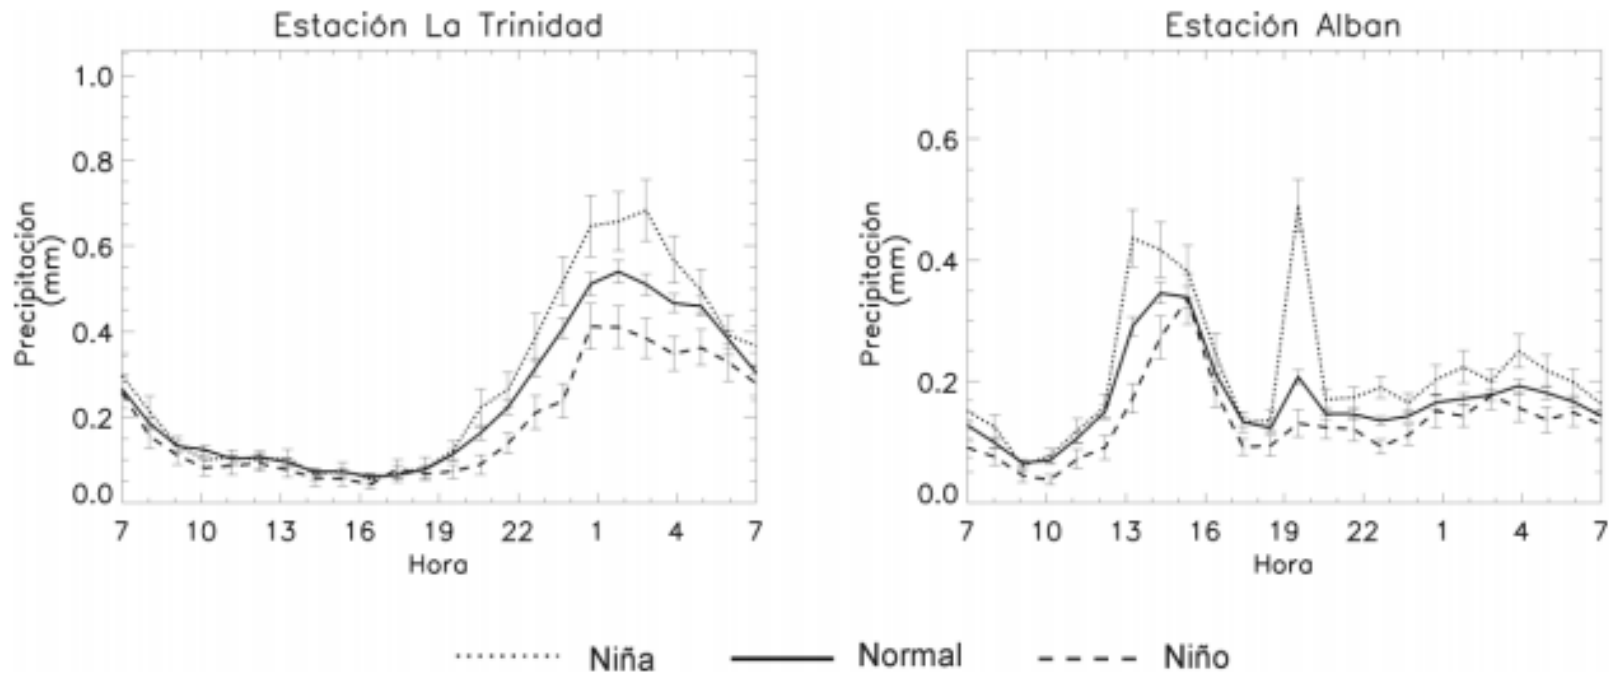 Estación La Trinidad
Precipitación
(mm)
1.0
0.8
0.6
0.4
0.2
0.0
7 10 13 16 19 22 1 4 7
Hora
Estación Alban
Precipitación
(mm)
0.6
0.4
0.2
0.0
7 10 13 16 19 22 1 4 7
Hora
Niña Normal Niño